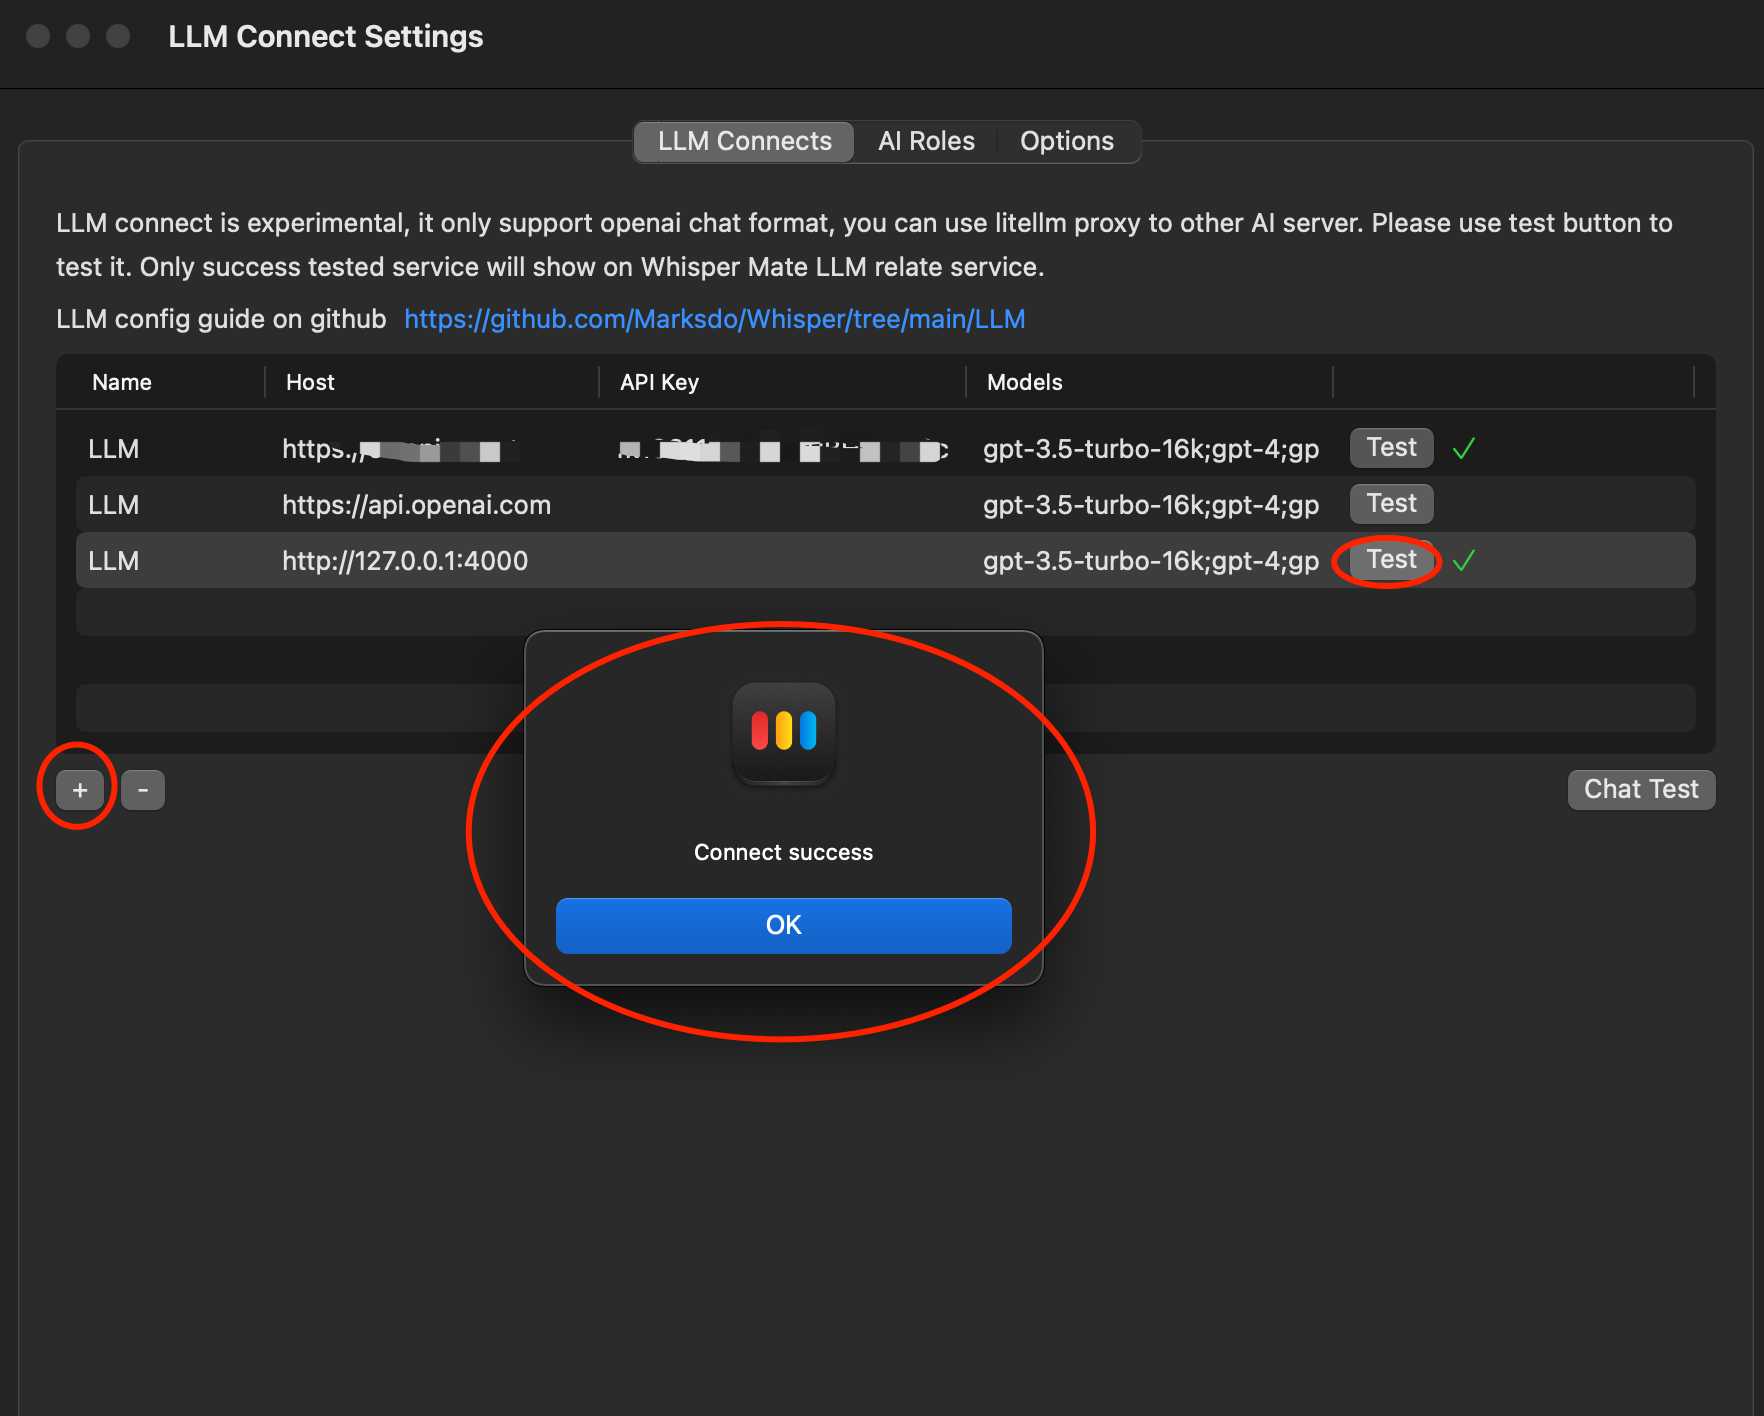 LLM Connect Settings
LLM Connects AI Roles Options
LLM connect is experimental, it only support openai chat format, you can use litellm proxy to other AI server. Please use test button to
test it. Only success tested service will show on Whisper Mate LLM relate service.
LLM config guide on github https://github.com/Marksdo/Whisper/tree/main/LLM
Name Host API Key Models
LLM gpt-3.5-turbo-16k;gpt-4;gp Test ✓
LLM https://api.openai.com gpt-3.5-turbo-16k;gpt-4;gp Test
LLM http://127.0.0.1:4000 gpt-3.5-turbo-16k;gpt-4;gp Test ✓
+ - Chat Test
Connect success
OK